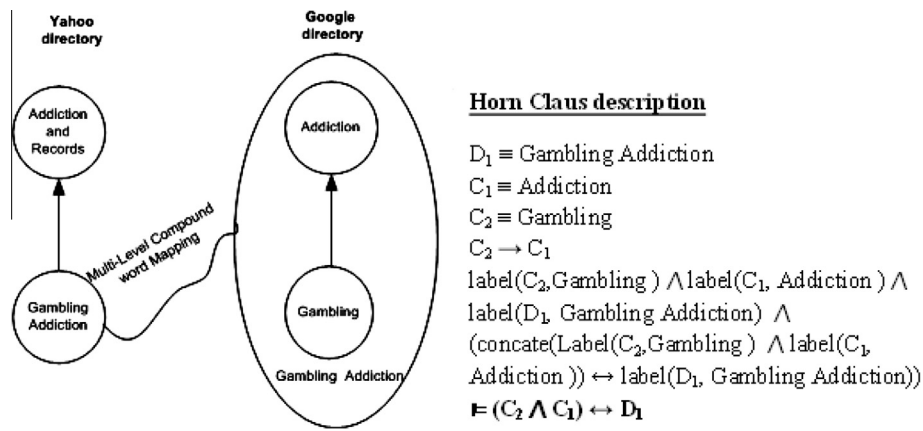 Yahoo
directory
Google
directory
Addiction
and
Records
Addiction
Multi-Level Compound
word Mapping
Gambling
Addiction
Gambling
Gambling Addiction
Horn Claus description
D₁ ≡ Gambling Addiction
C₁ ≡ Addiction
C₂ ≡ Gambling
C₂ → C₁
label(C₂,Gambling ) ∧ label(C₁, Addiction ) ∧
label(D₁, Gambling Addiction) ∧
(concate(Label(C₂,Gambling ) ∧ label(C₁,
Addiction )) ↔ label(D₁, Gambling Addiction))
⊨ (C₂ ∧ C₁) ↔ D₁